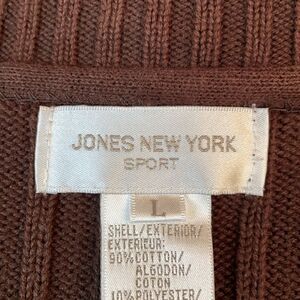 JONES NEW YORK
SPORT
L
SHELL/EXTERIOR/
EXTERIEUR:
90%COTTON/
ALGODON/
COTON
10%POLYESTER/